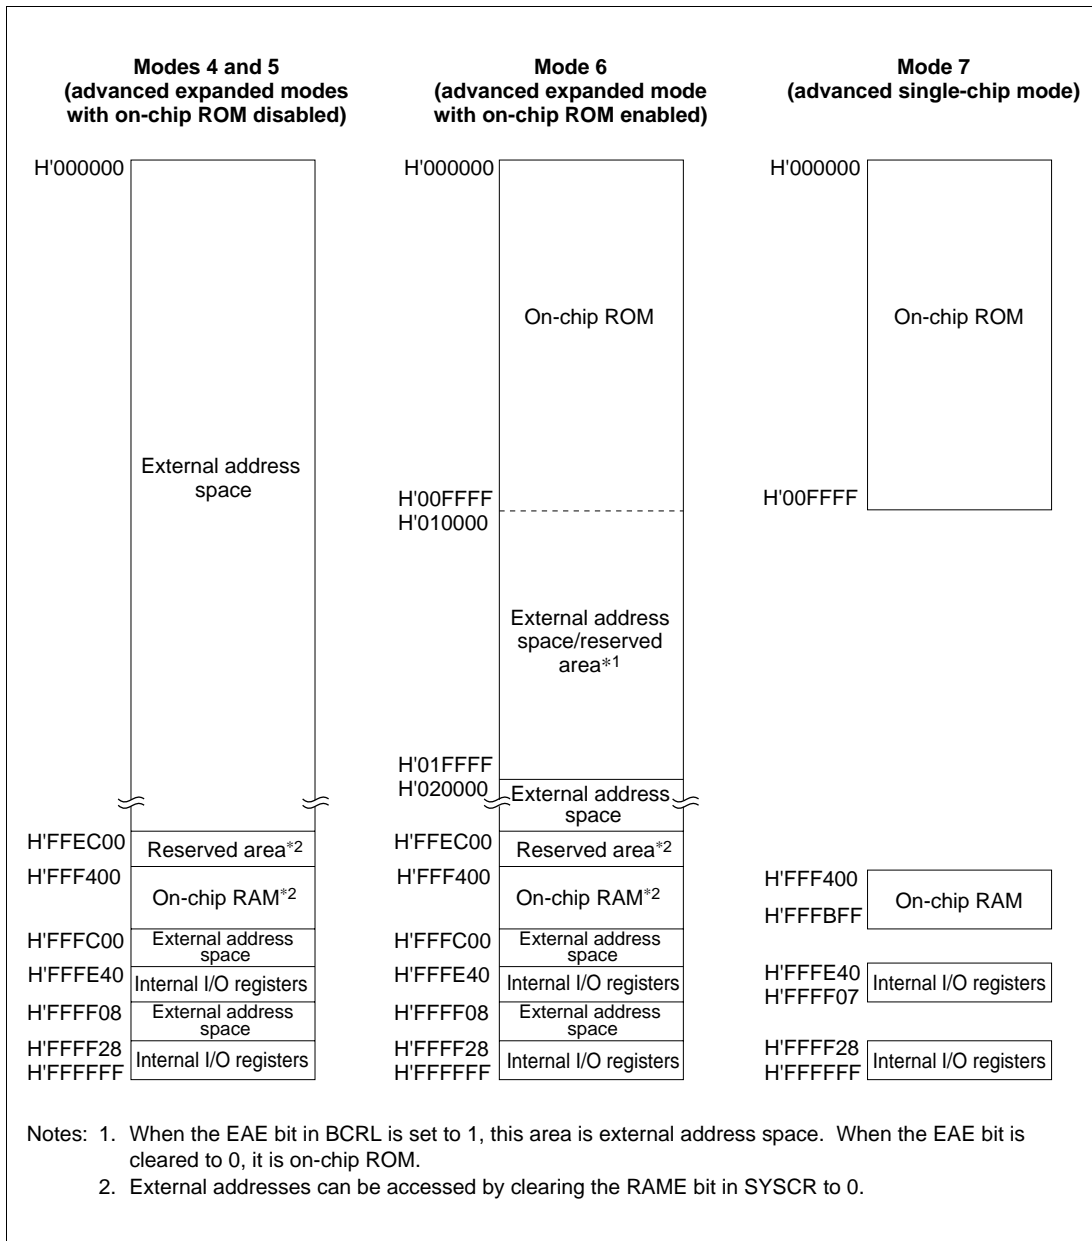 Modes 4 and 5
(advanced expanded modes
with on-chip ROM disabled)
H'000000
External address
space
H'FFEC00
Reserved area*2
H'FFF400
On-chip RAM*2
H'FFFC00
External address
space
H'FFFE40
Internal I/O registers
H'FFFF08
External address
space
H'FFFF28
Internal I/O registers
H'FFFFFF
Mode 6
(advanced expanded mode
with on-chip ROM enabled)
H'000000
On-chip ROM
H'00FFFF
H'010000
External address
space/reserved
area*1
H'01FFFF
H'020000
External address
space
H'FFEC00
Reserved area*2
H'FFF400
On-chip RAM*2
H'FFFC00
External address
space
H'FFFE40
Internal I/O registers
H'FFFF08
External address
space
H'FFFF28
Internal I/O registers
H'FFFFFF
Mode 7
(advanced single-chip mode)
H'000000
On-chip ROM
H'00FFFF
H'FFF400
On-chip RAM
H'FFFBFF
H'FFFE40
Internal I/O registers
H'FFFF07
H'FFFF28
Internal I/O registers
H'FFFFFF
Notes: 1. When the EAE bit in BCRL is set to 1, this area is external address space. When the EAE bit is
cleared to 0, it is on-chip ROM.
2. External addresses can be accessed by clearing the RAME bit in SYSCR to 0.